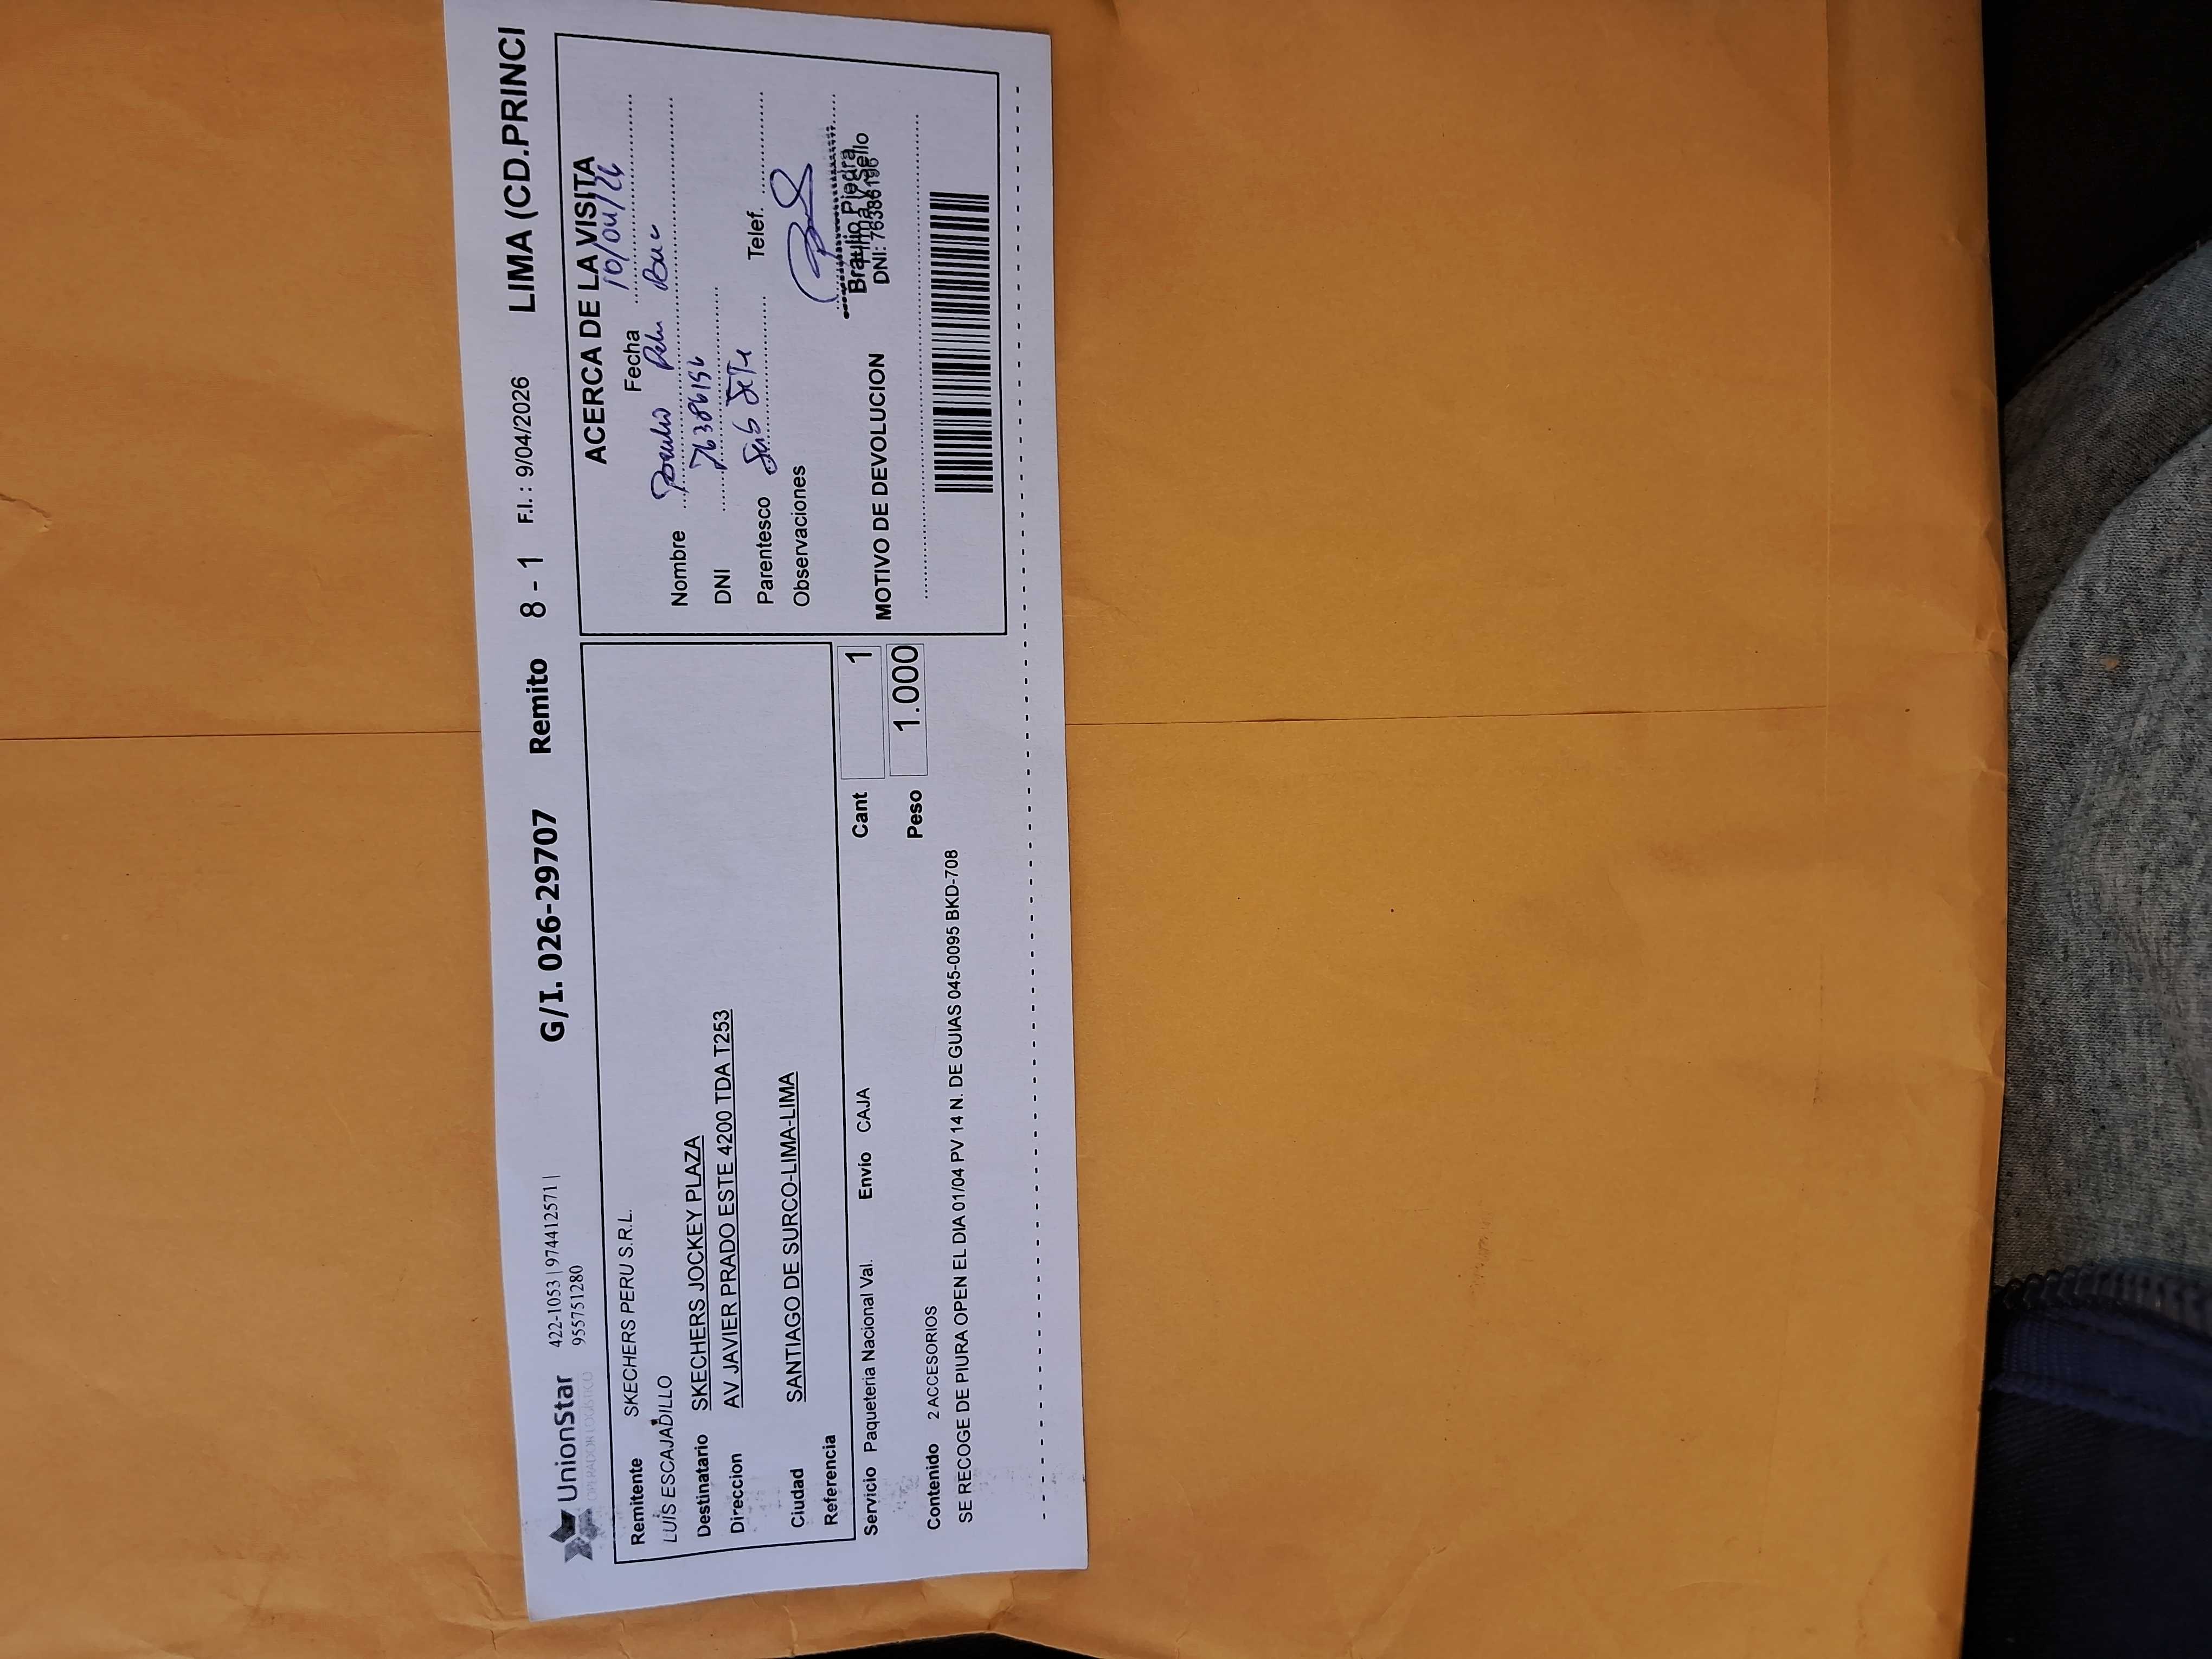 UnionStar
OPERADOR LOGISTICO
422-1053 | 974412571 |
955751280
G/I. 026-29707 Remito 8 - 1 F.I.: 9/04/2026 LIMA (CD.PRINCI
Remitente SKECHERS PERU S.R.L.
LUIS ESCAJADILLO
Destinatario SKECHERS JOCKEY PLAZA
Direccion AV JAVIER PRADO ESTE 4200 TDA T253
Ciudad SANTIAGO DE SURCO-LIMA-LIMA
Referencia
Servicio Paqueteria Nacional Val. Envío CAJA Cant 1
Peso 1.000
Contenido 2 ACCESORIOS
SE RECOGE DE PIURA OPEN EL DIA 01/04 PV 14 N. DE GUIAS 045-0095 BKD-708
ACERCA DE LA VISITA
Fecha 10/04/26
Nombre
DNI
Parentesco
Telef.
Observaciones
Braulio Piedra
DNI: 76386196
MOTIVO DE DEVOLUCION